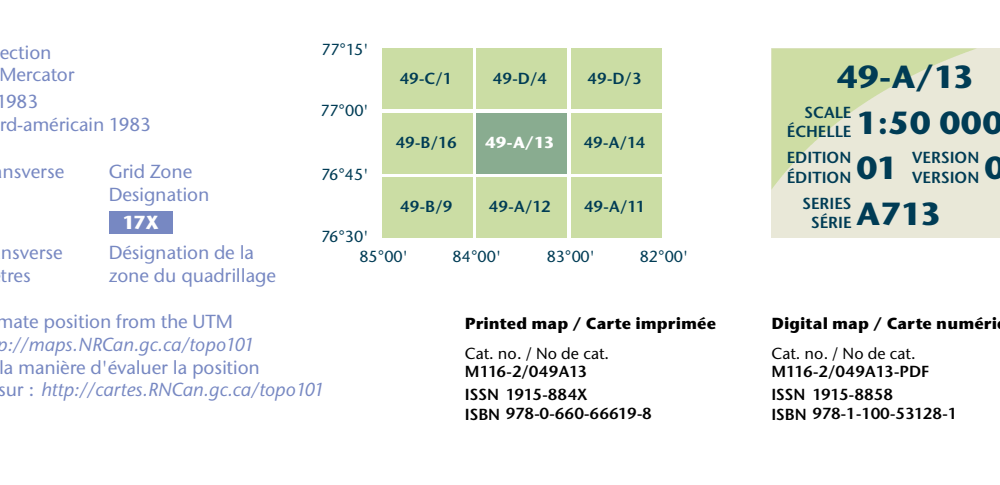 ection
Mercator
1983
rd-américain 1983
nsverse
Grid Zone
Designation
17X
nsverse
tres
Désignation de la
zone du quadrillage
mate position from the UTM
p://maps.NRCan.gc.ca/topo101
la manière d'évaluer la position
sur : http://cartes.RNCan.gc.ca/topo101
77°15'
49-C/1 49-D/4 49-D/3
77°00'
49-B/16 49-A/13 49-A/14
76°45'
49-B/9 49-A/12 49-A/11
76°30'
85°00' 84°00' 83°00' 82°00'
49-A/13
SCALE
ÉCHELLE 1:50 000
EDITION
ÉDITION 01
VERSION
VERSION 0
SERIES
SÉRIE A713
Printed map / Carte imprimée
Cat. no. / No de cat.
M116-2/049A13
ISSN 1915-884X
ISBN 978-0-660-66619-8
Digital map / Carte numéri
Cat. no. / No de cat.
M116-2/049A13-PDF
ISSN 1915-8858
ISBN 978-1-100-53128-1